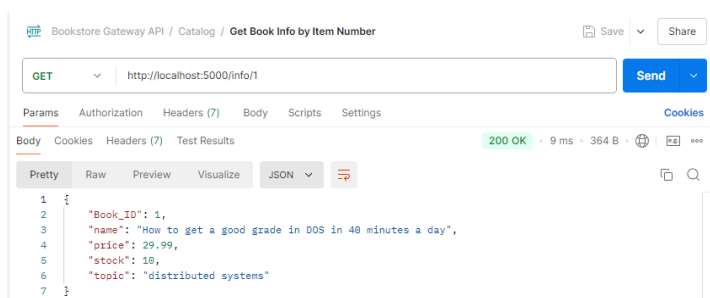 HTTP Bookstore Gateway API / Catalog / Get Book Info by Item Number Save Share
GET http://localhost:5000/info/1 Send
Params Authorization Headers (7) Body Scripts Settings Cookies
Body Cookies Headers (7) Test Results 200 OK 9 ms 364 B e.g.
Pretty Raw Preview Visualize JSON
1 {
2 "Book_ID": 1,
3 "name": "How to get a good grade in DOS in 40 minutes a day",
4 "price": 29.99,
5 "stock": 10,
6 "topic": "distributed systems"
7 }